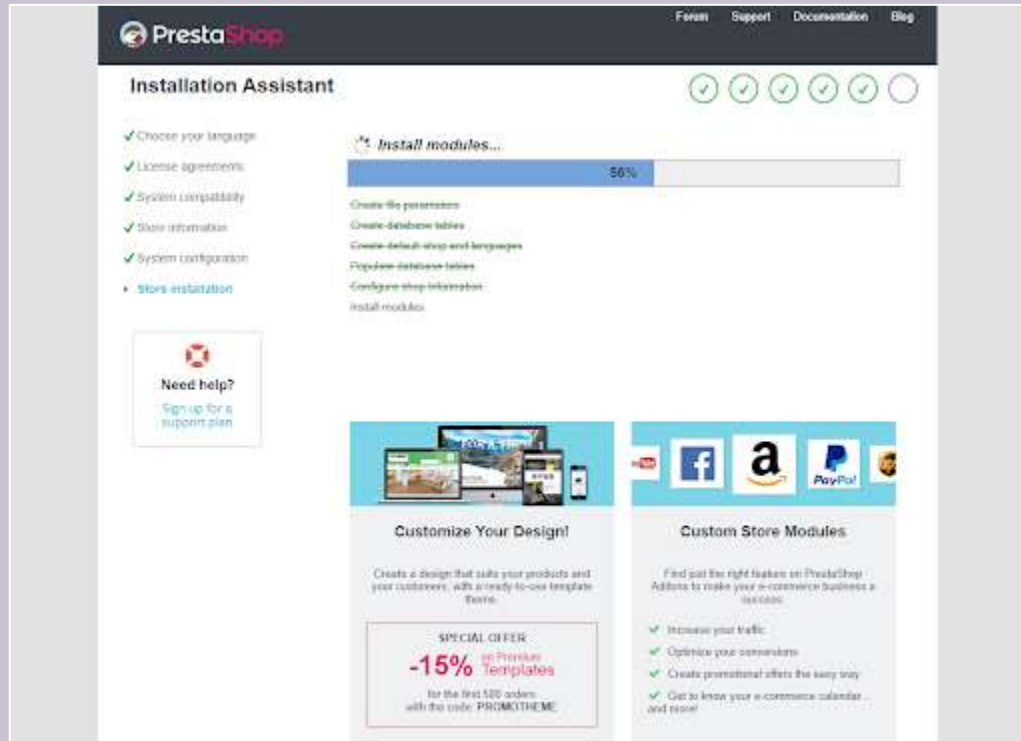 PrestaShop
Forum Support Documentation Blog
Installation Assistant
Choose your language
License agreements
System compatibility
Store information
System configuration
Store installation
Need help?
Sign up for a
support plan
Install modules...
56%
Create file parameters
Create database tables
Create default shop and languages
Populate database tables
Configure shop information
Install modules
FOR A TRIP
Customize Your Design!
Create a design that suits your products and
your customers, with a ready-to-use template
theme.
SPECIAL OFFER
-15% on Premium
Templates
for the first 500 orders
with the code: PROMOTHEME
You
Tube
f
a
PayPal
Custom Store Modules
Find just the right feature on PrestaShop
Addons to make your e-commerce business a
success.
Increase your traffic
Optimize your conversions
Create promotional offers the easy way
Get to know your e-commerce calendar...
and more!